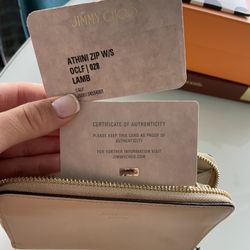 JIMMY CHOO
ATHINI ZIP W/S
OCLF | 028
LAMB
CERTIFICATE OF AUTHENTICITY
PLEASE KEEP THIS CARD AS PROOF OF
AUTHENTICITY
FOR FURTHER INFORMATION VISIT
JIMMYCHOO.COM